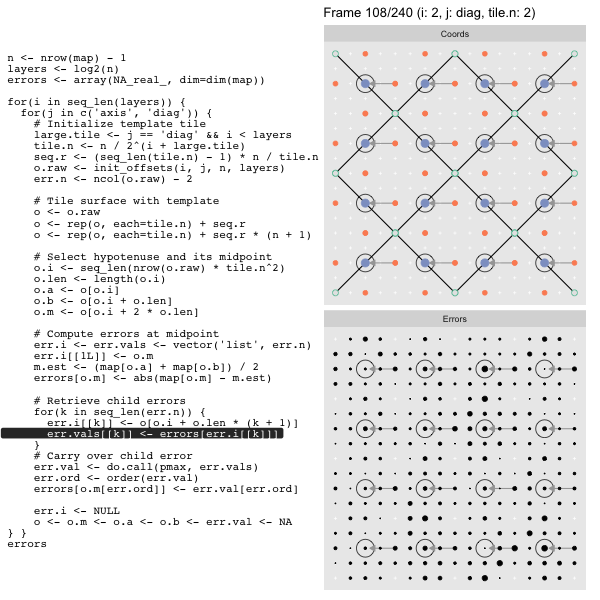 Frame 108/240 (i: 2, j: diag, tile.n: 2)
Coords
n <- nrow(map) - 1
layers <- log2(n)
errors <- array(NA_real_, dim=dim(map))
for(i in seq_len(layers)) {
  for(j in c('axis', 'diag')) {
    # Initialize template tile
    large.tile <- j == 'diag' && i < layers
    tile.n <- n / 2^(i + large.tile)
    seq.r <- (seq_len(tile.n) - 1) * n / tile.n
    o.raw <- init_offsets(i, j, n, layers)
    err.n <- ncol(o.raw) - 2
    # Tile surface with template
    o <- o.raw
    o <- rep(o, each=tile.n) + seq.r
    o <- rep(o, each=tile.n) + seq.r * (n + 1)
    # Select hypotenuse and its midpoint
    o.i <- seq_len(nrow(o.raw) * tile.n^2)
    o.len <- length(o.i)
    o.a <- o[o.i]
    o.b <- o[o.i + o.len]
    o.m <- o[o.i + 2 * o.len]
    # Compute errors at midpoint
    err.i <- err.vals <- vector('list', err.n)
    err.i[[1L]] <- o.m
    m.est <- (map[o.a] + map[o.b]) / 2
    errors[o.m] <- abs(map[o.m] - m.est)
    # Retrieve child errors
    for(k in seq_len(err.n)) {
      err.i[[k]] <- o[o.i + o.len * (k + 1)]
      err.vals[[k]] <- errors[err.i[[k]]]
    }
    # Carry over child error
    err.val <- do.call(pmax, err.vals)
    err.ord <- order(err.val)
    errors[o.m[err.ord]] <- err.val[err.ord]
    err.i <- NULL
    o <- o.m <- o.a <- o.b <- err.val <- NA
} }
errors
Errors